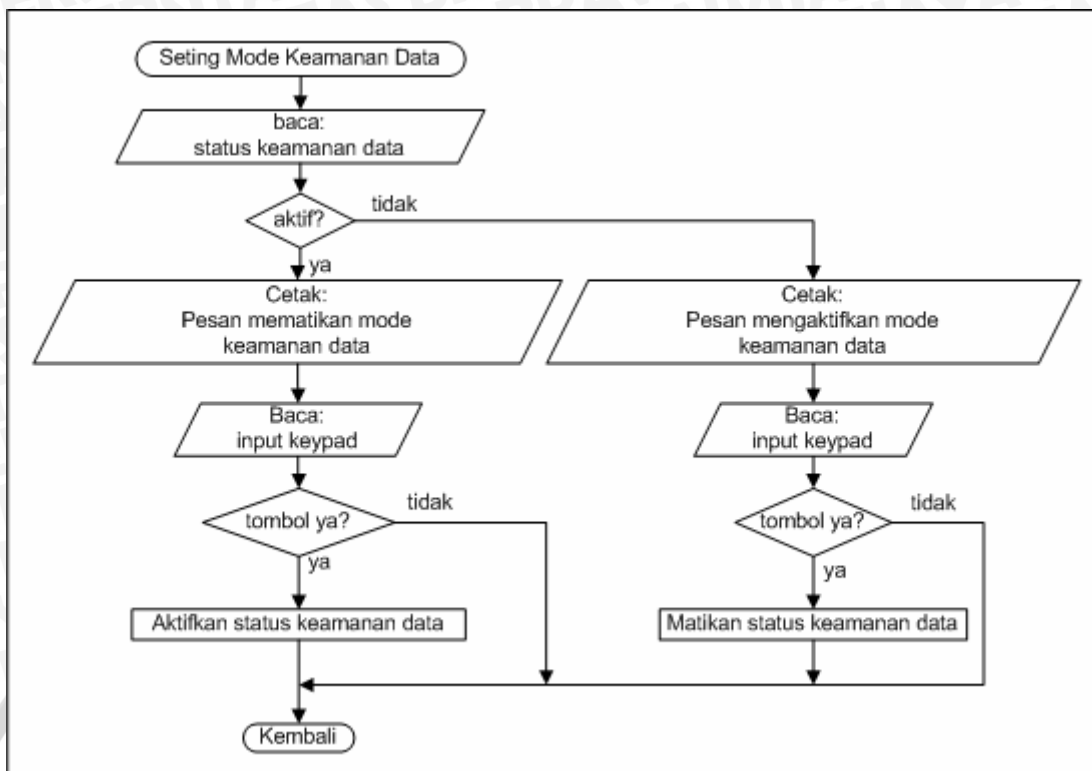 Seting Mode Keamanan Data
baca:
status keamanan data
aktif?
tidak
ya
Cetak:
Pesan mematikan mode
keamanan data
Cetak:
Pesan mengaktifkan mode
keamanan data
Baca:
input keypad
Baca:
input keypad
tombol ya?
tidak
ya
tombol ya?
tidak
ya
Aktifkan status keamanan data
Matikan status keamanan data
Kembali